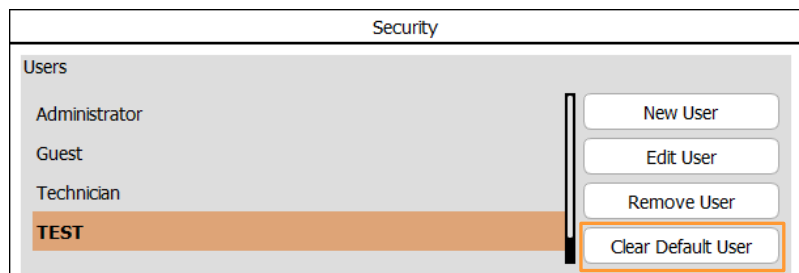 Security
Users
Administrator
Guest
Technician
TEST
New User
Edit User
Remove User
Clear Default User